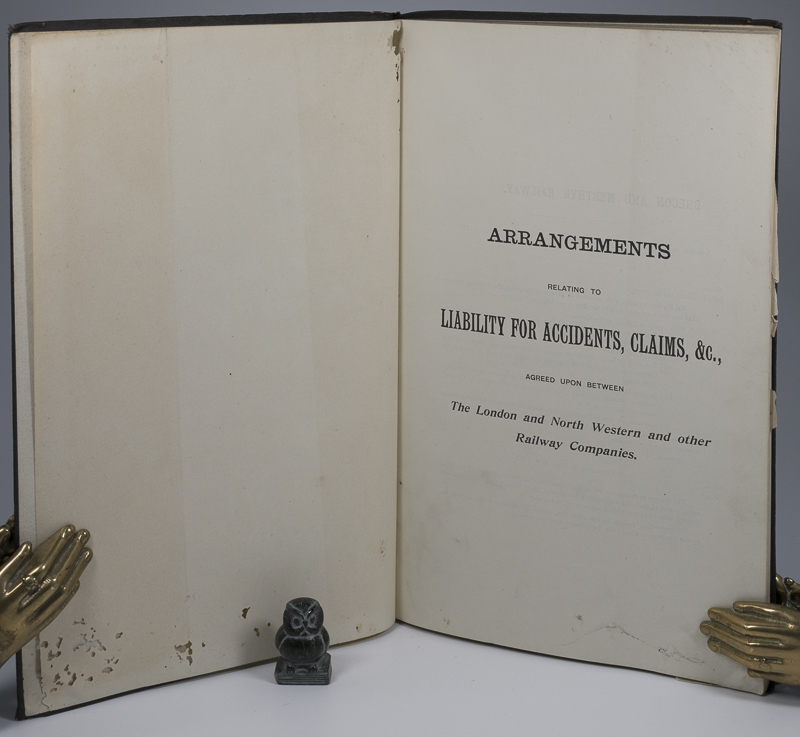 ARRANGEMENTS
RELATING TO
LIABILITY FOR ACCIDENTS, CLAIMS, &c.,
AGREED UPON BETWEEN
The London and North Western and other
Railway Companies.